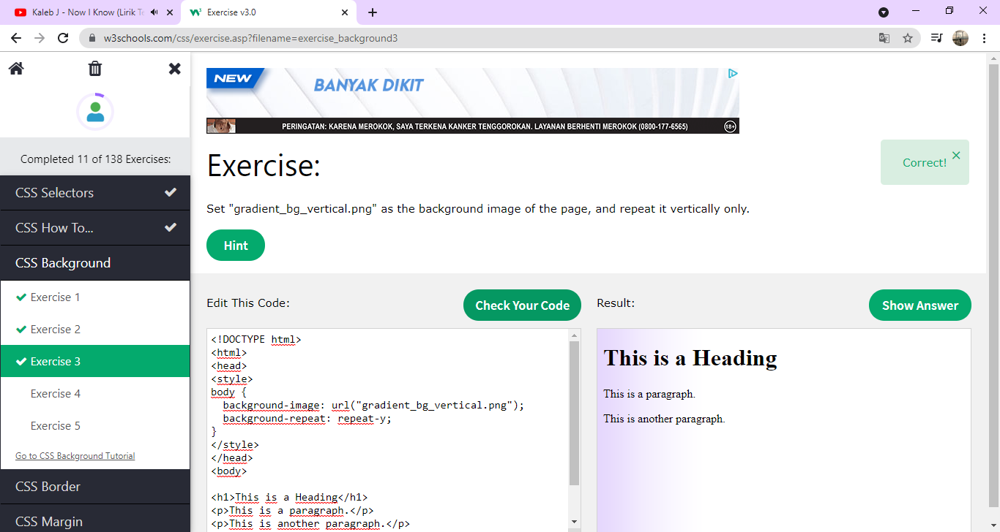 Kaleb J - Now I Know (Lirik Te
Exercise v3.0
w3schools.com/css/exercise.asp?filename=exercise_background3
NEW
BANYAK DIKIT
PERINGATAN: KARENA MEROKOK, SAYA TERKENA KANKER TENGGOROKAN. LAYANAN BERHENTI MEROKOK (0800-177-6565)
18+
Completed 11 of 138 Exercises:
CSS Selectors
CSS How To...
CSS Background
Exercise 1
Exercise 2
Exercise 3
Exercise 4
Exercise 5
Go to CSS Background Tutorial
CSS Border
CSS Margin
Exercise:
Correct!
Set "gradient_bg_vertical.png" as the background image of the page, and repeat it vertically only.
Hint
Edit This Code:
Check Your Code
<!DOCTYPE html>
<html>
<head>
<style>
body {
  background-image: url("gradient_bg_vertical.png");
  background-repeat: repeat-y;
}
</style>
</head>
<body>
<h1>This is a Heading</h1>
<p>This is a paragraph.</p>
<p>This is another paragraph.</p>
Result:
Show Answer
This is a Heading
This is a paragraph.
This is another paragraph.